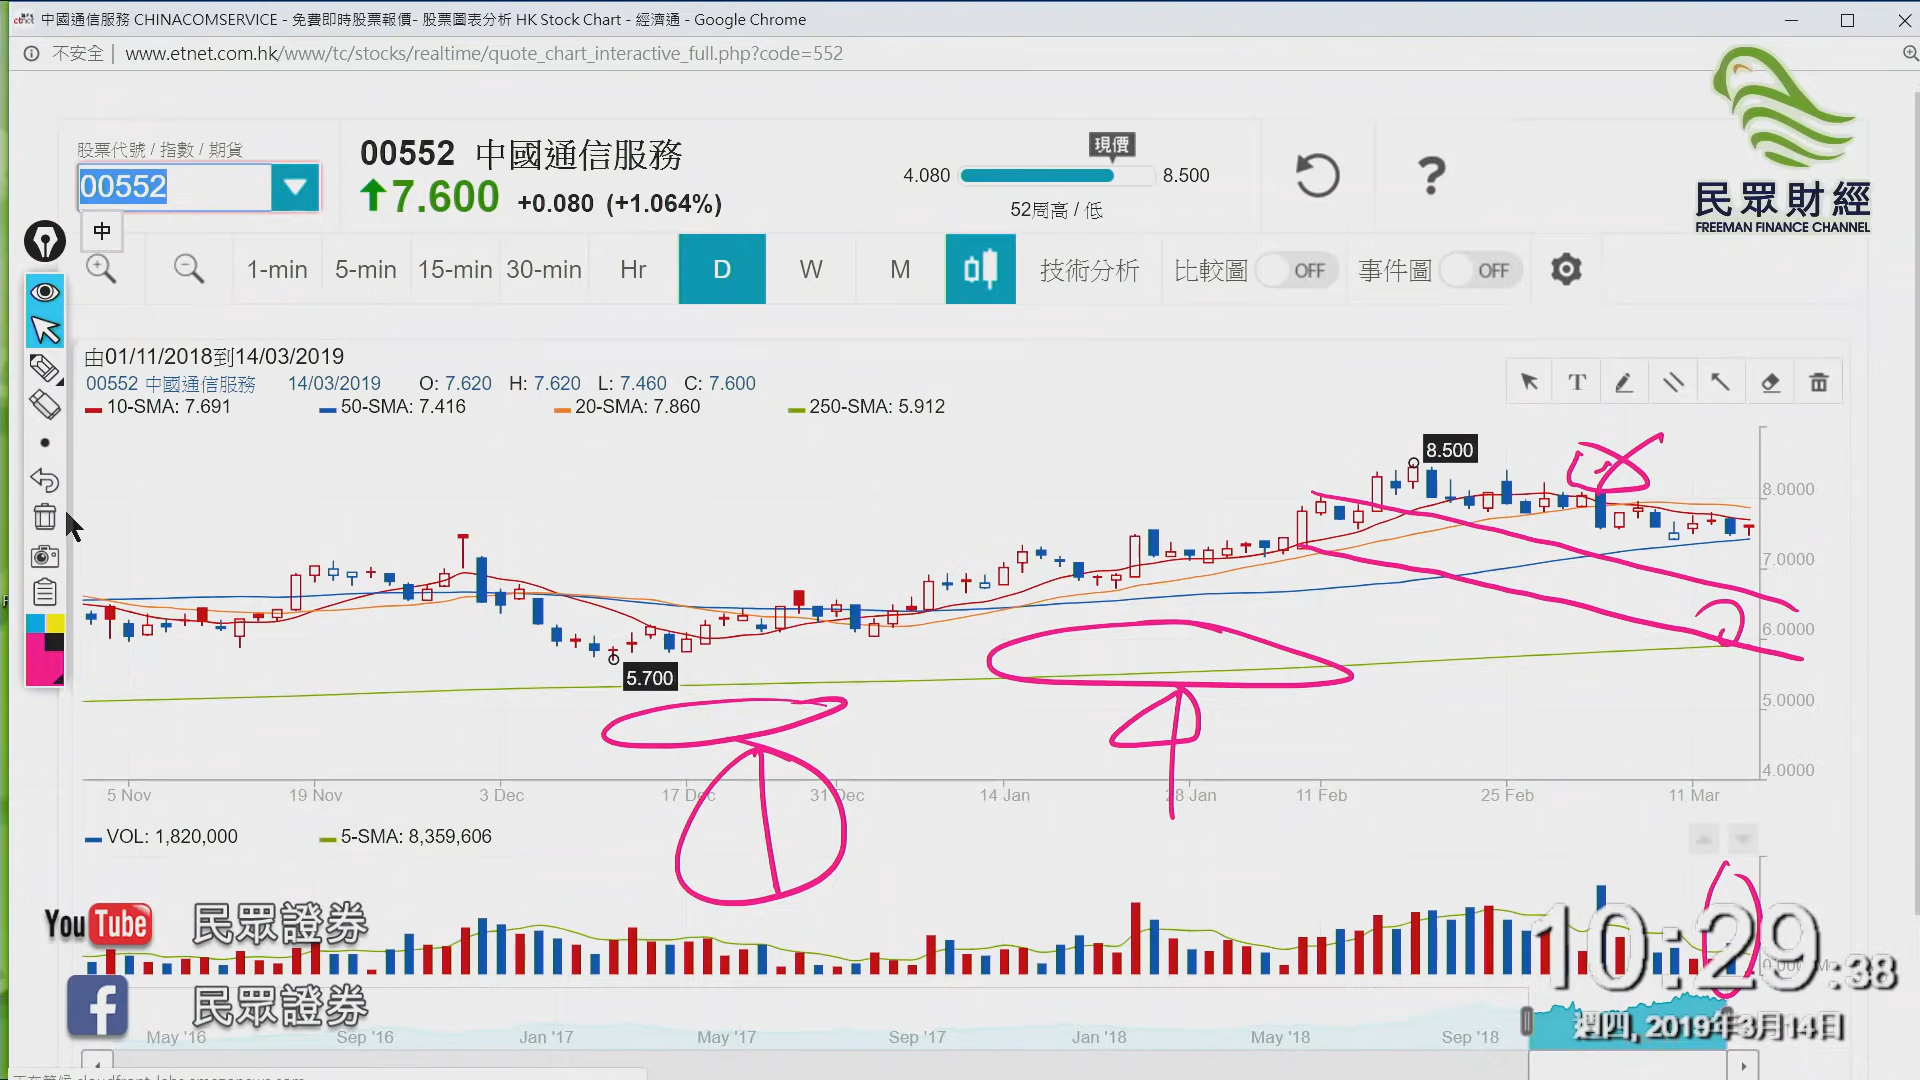 中國通信服務 CHINACOMSERVICE - 免費即時股票報價- 股票圖表分析 HK Stock Chart - 經濟通 - Google Chrome
不安全 | www.etnet.com.hk/www/tc/stocks/realtime/quote_chart_interactive_full.php?code=552
股票代號 / 指數 / 期貨
00552
中
00552 中國通信服務
7.600 +0.080 (+1.064%)
現價
4.080 8.500
52周高 / 低
?
民眾財經
FREEMAN FINANCE CHANNEL
1-min 5-min 15-min 30-min Hr D W M 技術分析 比較圖 OFF 事件圖 OFF
由01/11/2018到14/03/2019
00552 中國通信服務 14/03/2019 O: 7.620 H: 7.620 L: 7.460 C: 7.600
10-SMA: 7.691 50-SMA: 7.416 20-SMA: 7.860 250-SMA: 5.912
T
8.500
5.700
8.0000
7.0000
6.0000
5.0000
4.0000
5 Nov 19 Nov 3 Dec 17 Dec 31 Dec 14 Jan 28 Jan 11 Feb 25 Feb 11 Mar
VOL: 1,820,000 5-SMA: 8,359,606
YouTube 民眾證券
f 民眾證券
10:29:38
週四, 2019年3月14日
May '16 Sep '16 Jan '17 May '17 Sep '17 Jan '18 May '18 Sep '18